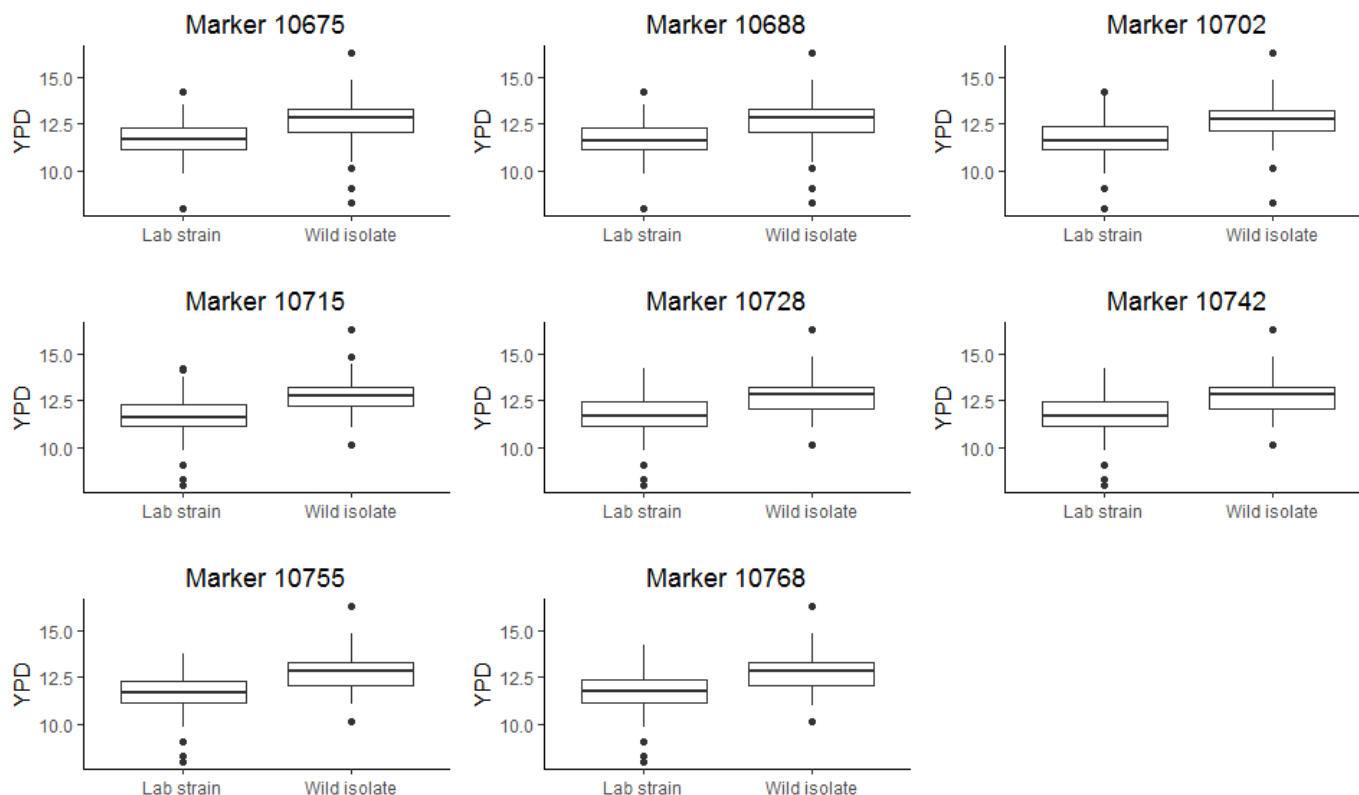 Marker 10675
Marker 10688
Marker 10702
YPD
15.0
12.5
10.0
Lab strain
Wild isolate
YPD
15.0
12.5
10.0
Lab strain
Wild isolate
YPD
15.0
12.5
10.0
Lab strain
Wild isolate
Marker 10715
Marker 10728
Marker 10742
YPD
15.0
12.5
10.0
Lab strain
Wild isolate
YPD
15.0
12.5
10.0
Lab strain
Wild isolate
YPD
15.0
12.5
10.0
Lab strain
Wild isolate
Marker 10755
Marker 10768
YPD
15.0
12.5
10.0
Lab strain
Wild isolate
YPD
15.0
12.5
10.0
Lab strain
Wild isolate